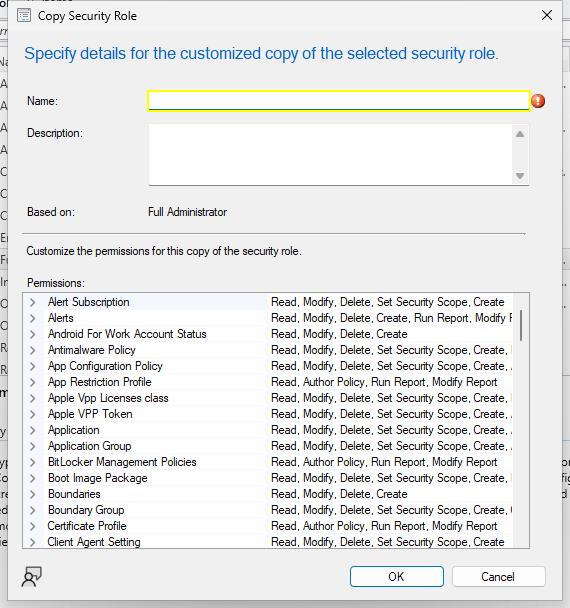 Copy Security Role
Specify details for the customized copy of the selected security role.
Name:
Description:
Based on: Full Administrator
Customize the permissions for this copy of the security role.
Permissions:
Alert Subscription Read, Modify, Delete, Set Security Scope, Create
Alerts Read, Modify, Delete, Create, Run Report, Modify
Android For Work Account Status Read, Modify, Delete, Create
Antimalware Policy Read, Modify, Delete, Set Security Scope, Create,
App Configuration Policy Read, Modify, Delete, Set Security Scope, Create,
App Restriction Profile Read, Author Policy, Run Report, Modify Report
Apple Vpp Licenses class Read, Modify, Delete, Set Security Scope, Create,
Apple VPP Token Read, Modify, Delete, Set Security Scope, Create,
Application Read, Modify, Delete, Set Security Scope, Create,
Application Group Read, Modify, Delete, Set Security Scope, Create,
BitLocker Management Policies Read, Author Policy, Run Report, Modify Report
Boot Image Package Read, Modify, Delete, Set Security Scope, Create,
Boundaries Read, Modify, Delete, Create
Boundary Group Read, Modify, Delete, Set Security Scope, Create,
Certificate Profile Read, Author Policy, Run Report, Modify Report
Client Agent Setting Read, Modify, Delete, Set Security Scope, Create
OK Cancel